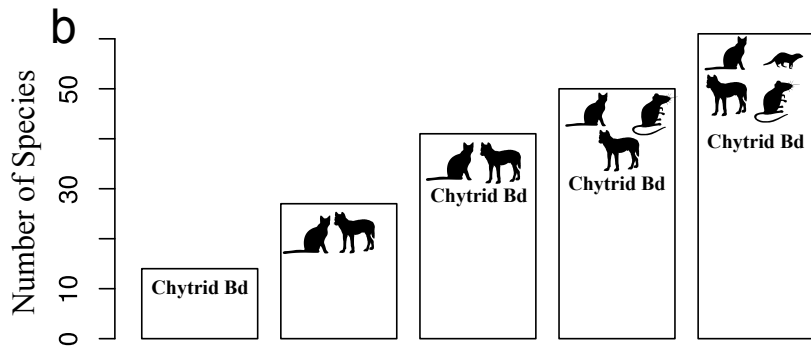 b
Number of Species
50
30
10
0
Chytrid Bd
Chytrid Bd
Chytrid Bd
Chytrid Bd